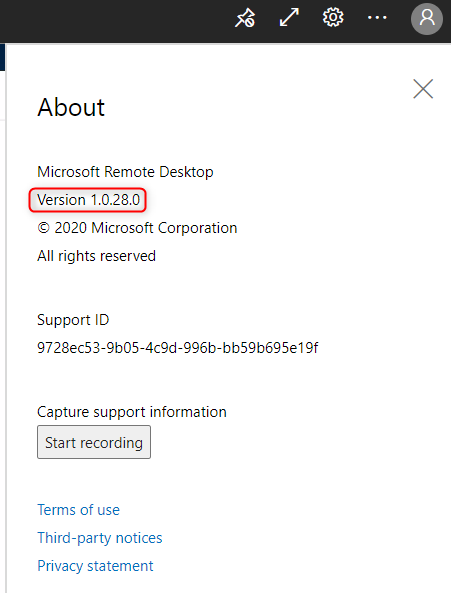 About
Microsoft Remote Desktop
Version 1.0.28.0
© 2020 Microsoft Corporation
All rights reserved
Support ID
9728ec53-9b05-4c9d-996b-bb59b695e19f
Capture support information
Start recording
Terms of use
Third-party notices
Privacy statement